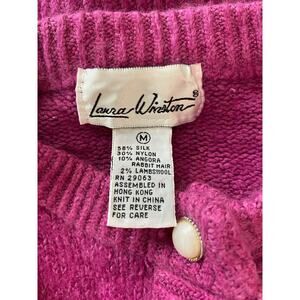 Laura Winston®
M
58% SILK
30% NYLON
10% ANGORA
RABBIT HAIR
2% LAMBSWOOL
RN 29063
ASSEMBLED IN
HONG KONG
KNIT IN CHINA
SEE REVERSE
FOR CARE